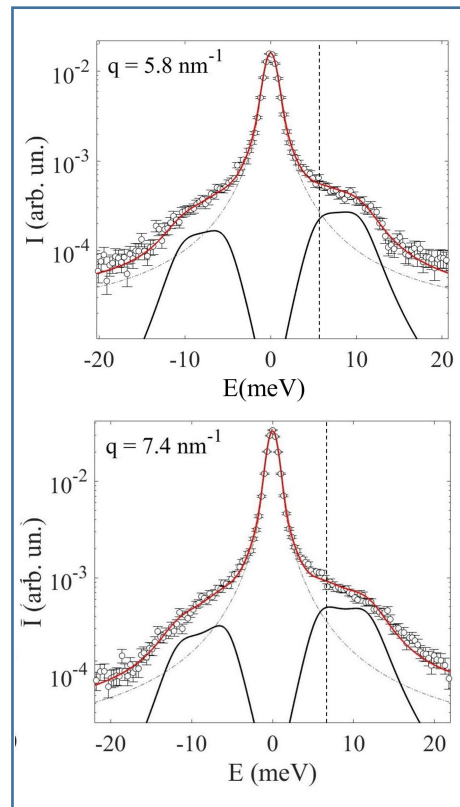 q = 5.8 nm⁻¹
I (arb. un.)
10⁻²
10⁻³
10⁻⁴
-20 -10 0 10 20
E(meV)
q = 7.4 nm⁻¹
I (arb. un.)
10⁻²
10⁻³
10⁻⁴
-20 -10 0 10 20
E (meV)